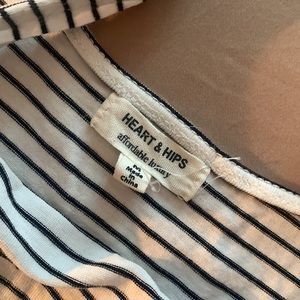 HEART & HIPS
affordable luxury
M
Made
in
China